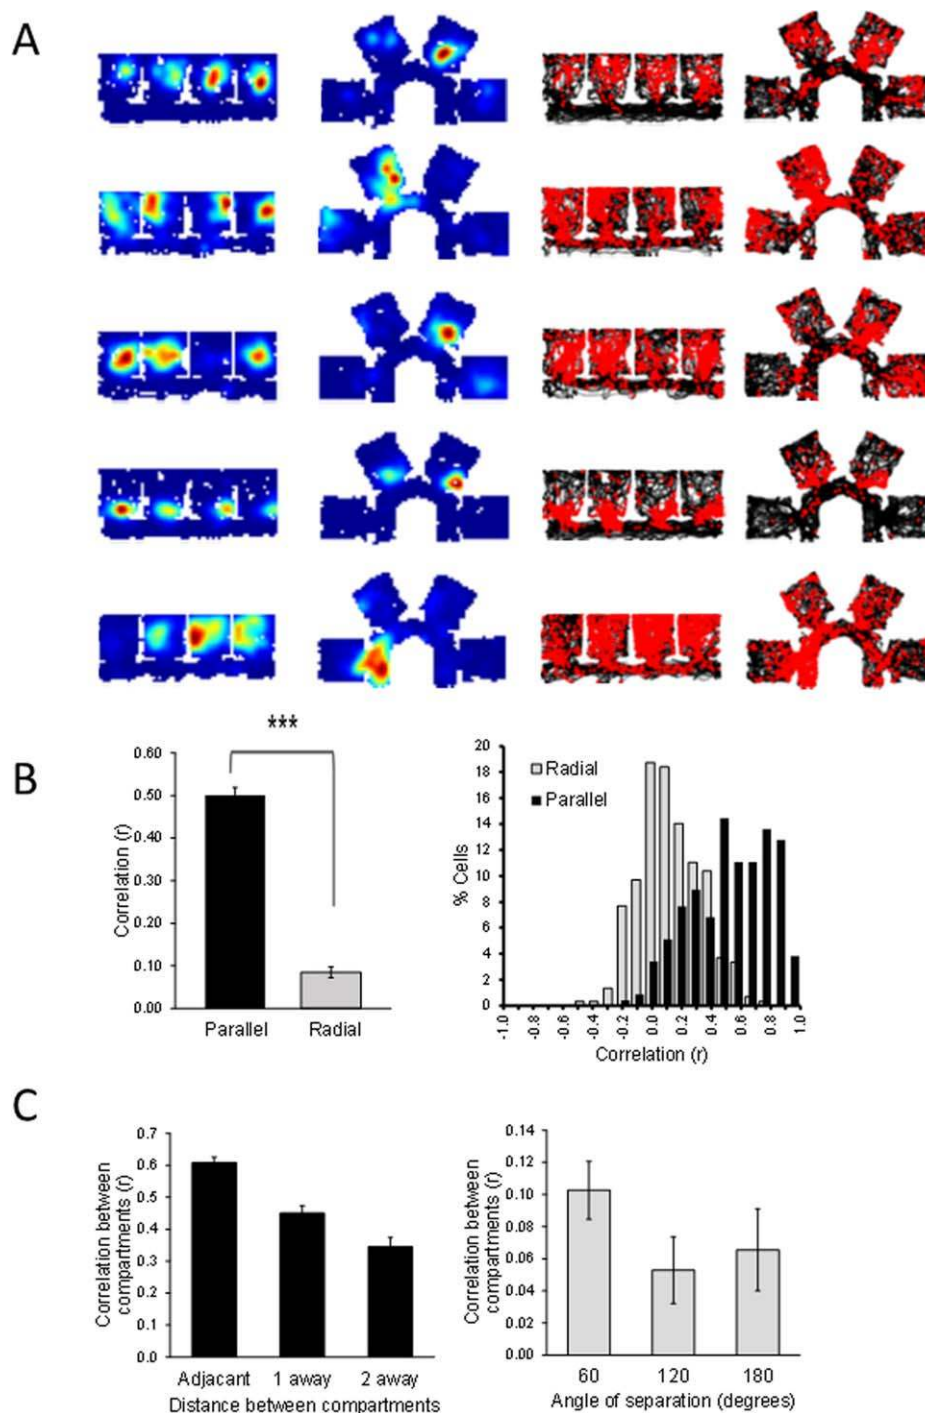 A
B
***
Correlation (r)
0.60
0.50
0.40
0.30
0.20
0.10
0.00
Parallel
Radial
% Cells
20
18
16
14
12
10
8
6
4
2
0
Radial
Parallel
-1.0
-0.8
-0.6
-0.4
-0.2
0.0
0.2
0.4
0.6
0.8
1.0
Correlation (r)
C
Correlation between
compartments (r)
0.7
0.6
0.5
0.4
0.3
0.2
0.1
0.0
Adjacant
1 away
2 away
Distance between compartments
Correlation between
compartments (r)
0.14
0.12
0.10
0.08
0.06
0.04
0.02
0.00
60
120
180
Angle of separation (degrees)